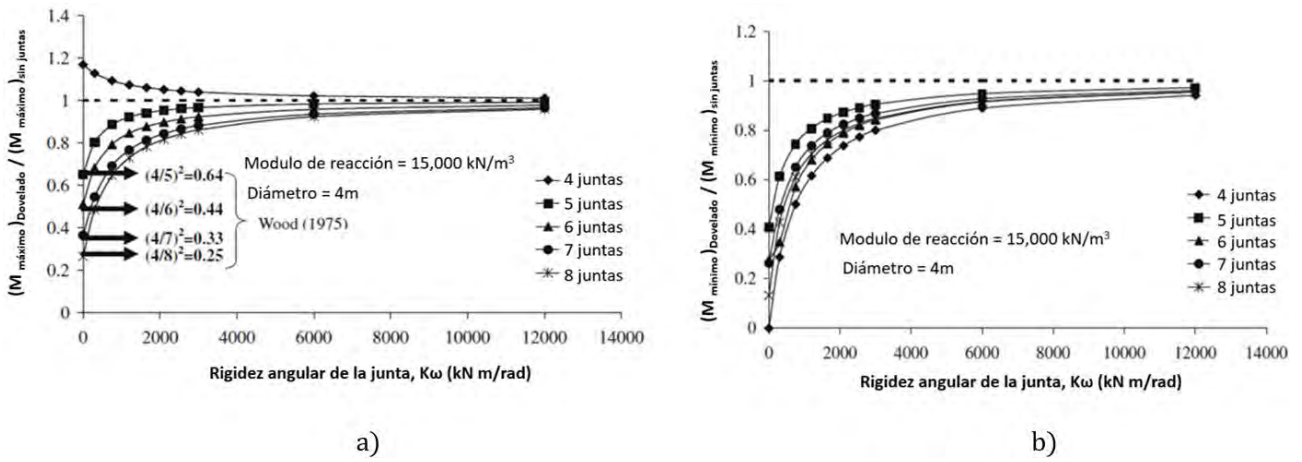 (M máximo)Dovelado / (M máximo)sin juntas
1.4
1.2
1
0.8
0.6
0.4
0.2
0
(4/5)²=0.64
(4/6)²=0.44
(4/7)²=0.33
(4/8)²=0.25
Wood (1975)
Modulo de reacción = 15,000 kN/m³
Diámetro = 4m
4 juntas
5 juntas
6 juntas
7 juntas
8 juntas
0 2000 4000 6000 8000 10000 12000 14000
Rigidez angular de la junta, Kω (kN m/rad)
a)
(M mínimo)Dovelado / (M mínimo)sin juntas
1.2
1
0.8
0.6
0.4
0.2
0
Modulo de reacción = 15,000 kN/m³
Diámetro = 4m
4 juntas
5 juntas
6 juntas
7 juntas
8 juntas
0 2000 4000 6000 8000 10000 12000 14000
Rigidez angular de la junta, Kω (kN m/rad)
b)